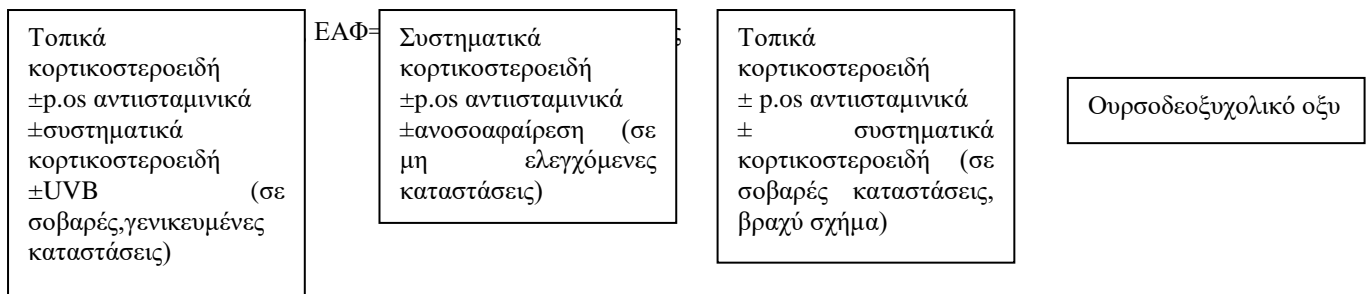 Τοπικά
κορτικοστεροειδή
±p.os αντιισταμινικά
±συστηματικά
κορτικοστεροειδή
±UVB (σε
σοβαρές,γενικευμένες
καταστάσεις)
ΕΑΦ=
Συστηματικά
κορτικοστεροειδή
±p.os αντιισταμινικά
±ανοσοαφαίρεση (σε
μη ελεγχόμενες
καταστάσεις)
Τοπικά
κορτικοστεροειδή
± p.os αντιισταμινικά
± συστηματικά
κορτικοστεροειδή (σε
σοβαρές καταστάσεις,
βραχύ σχήμα)
Ουρσοδεοξυχολικό οξυ